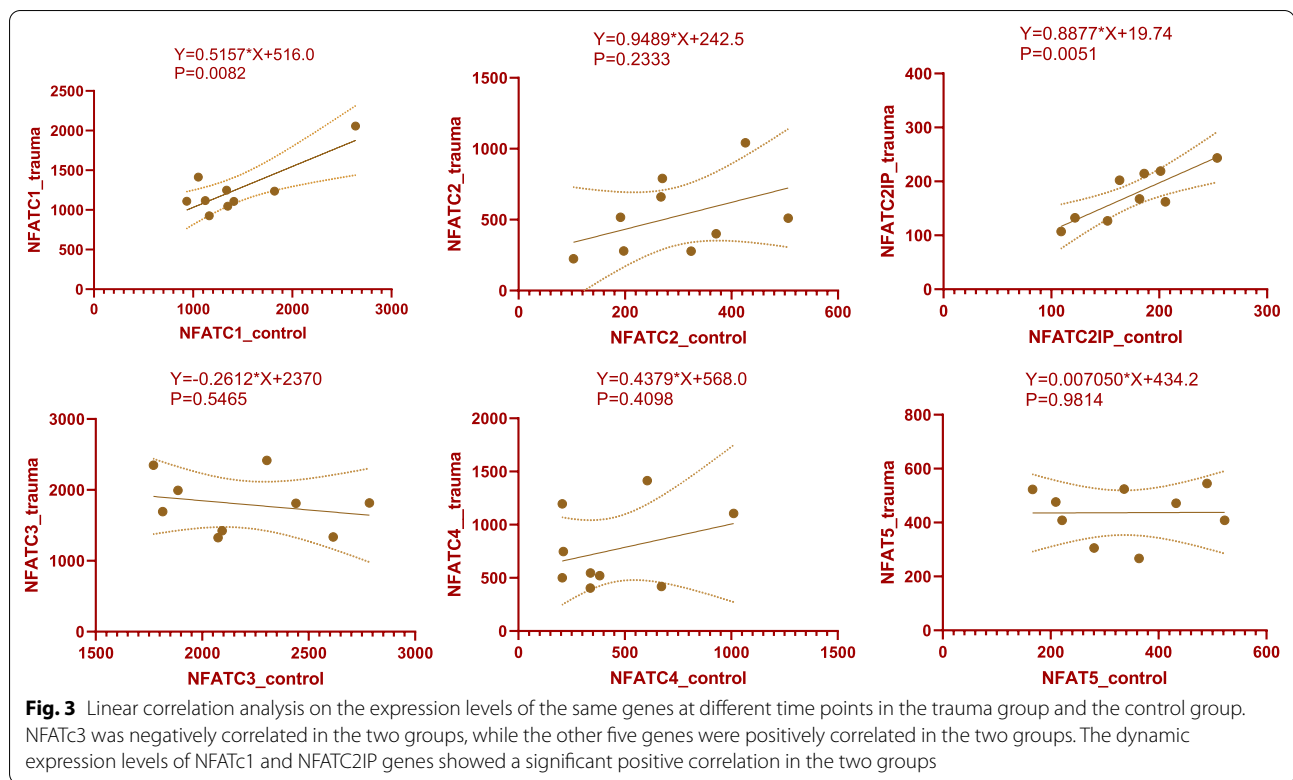 Y=0.5157*X+516.0
P=0.0082
2500
2000
1500
1000
500
0
NFATC1_trauma
0 1000 2000 3000
NFATC1_control
Y=0.9489*X+242.5
P=0.2333
1500
1000
500
0
NFATC2_trauma
0 200 400 600
NFATC2_control
Y=0.8877*X+19.74
P=0.0051
400
300
200
100
0
NFATC2IP_trauma
0 100 200 300
NFATC2IP_control
Y=-0.2612*X+2370
P=0.5465
3000
2000
1000
0
NFATC3_trauma
1500 2000 2500 3000
NFATC3_control
Y=0.4379*X+568.0
P=0.4098
2000
1500
1000
500
0
NFATC4__trauma
0 500 1000 1500
NFATC4_control
Y=0.007050*X+434.2
P=0.9814
800
600
400
200
0
NFAT5_trauma
0 200 400 600
NFAT5_control
Fig. 3 Linear correlation analysis on the expression levels of the same genes at different time points in the trauma group and the control group.
NFATc3 was negatively correlated in the two groups, while the other five genes were positively correlated in the two groups. The dynamic
expression levels of NFATc1 and NFATC2IP genes showed a significant positive correlation in the two groups